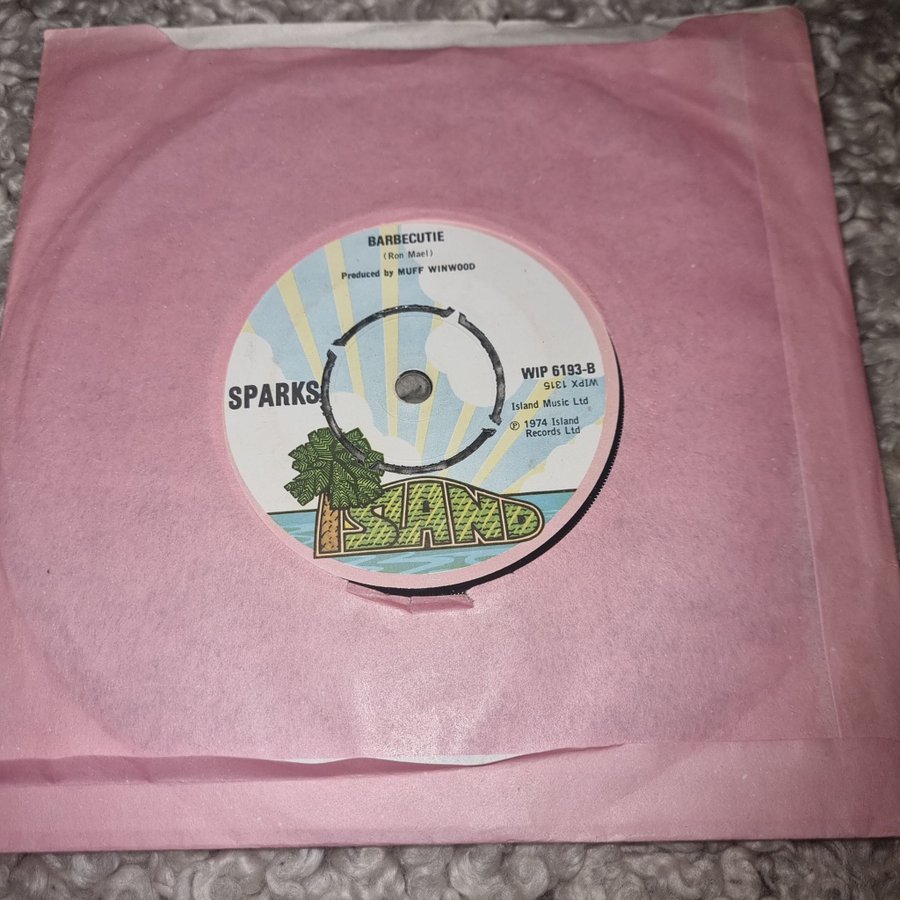 BARBECUTIE
(Ron Mael)
Produced by MUFF WINWOOD
SPARKS
WIP 6193-B
WIPX 1315
Island Music Ltd
℗ 1974 Island
Records Ltd
ISLAND